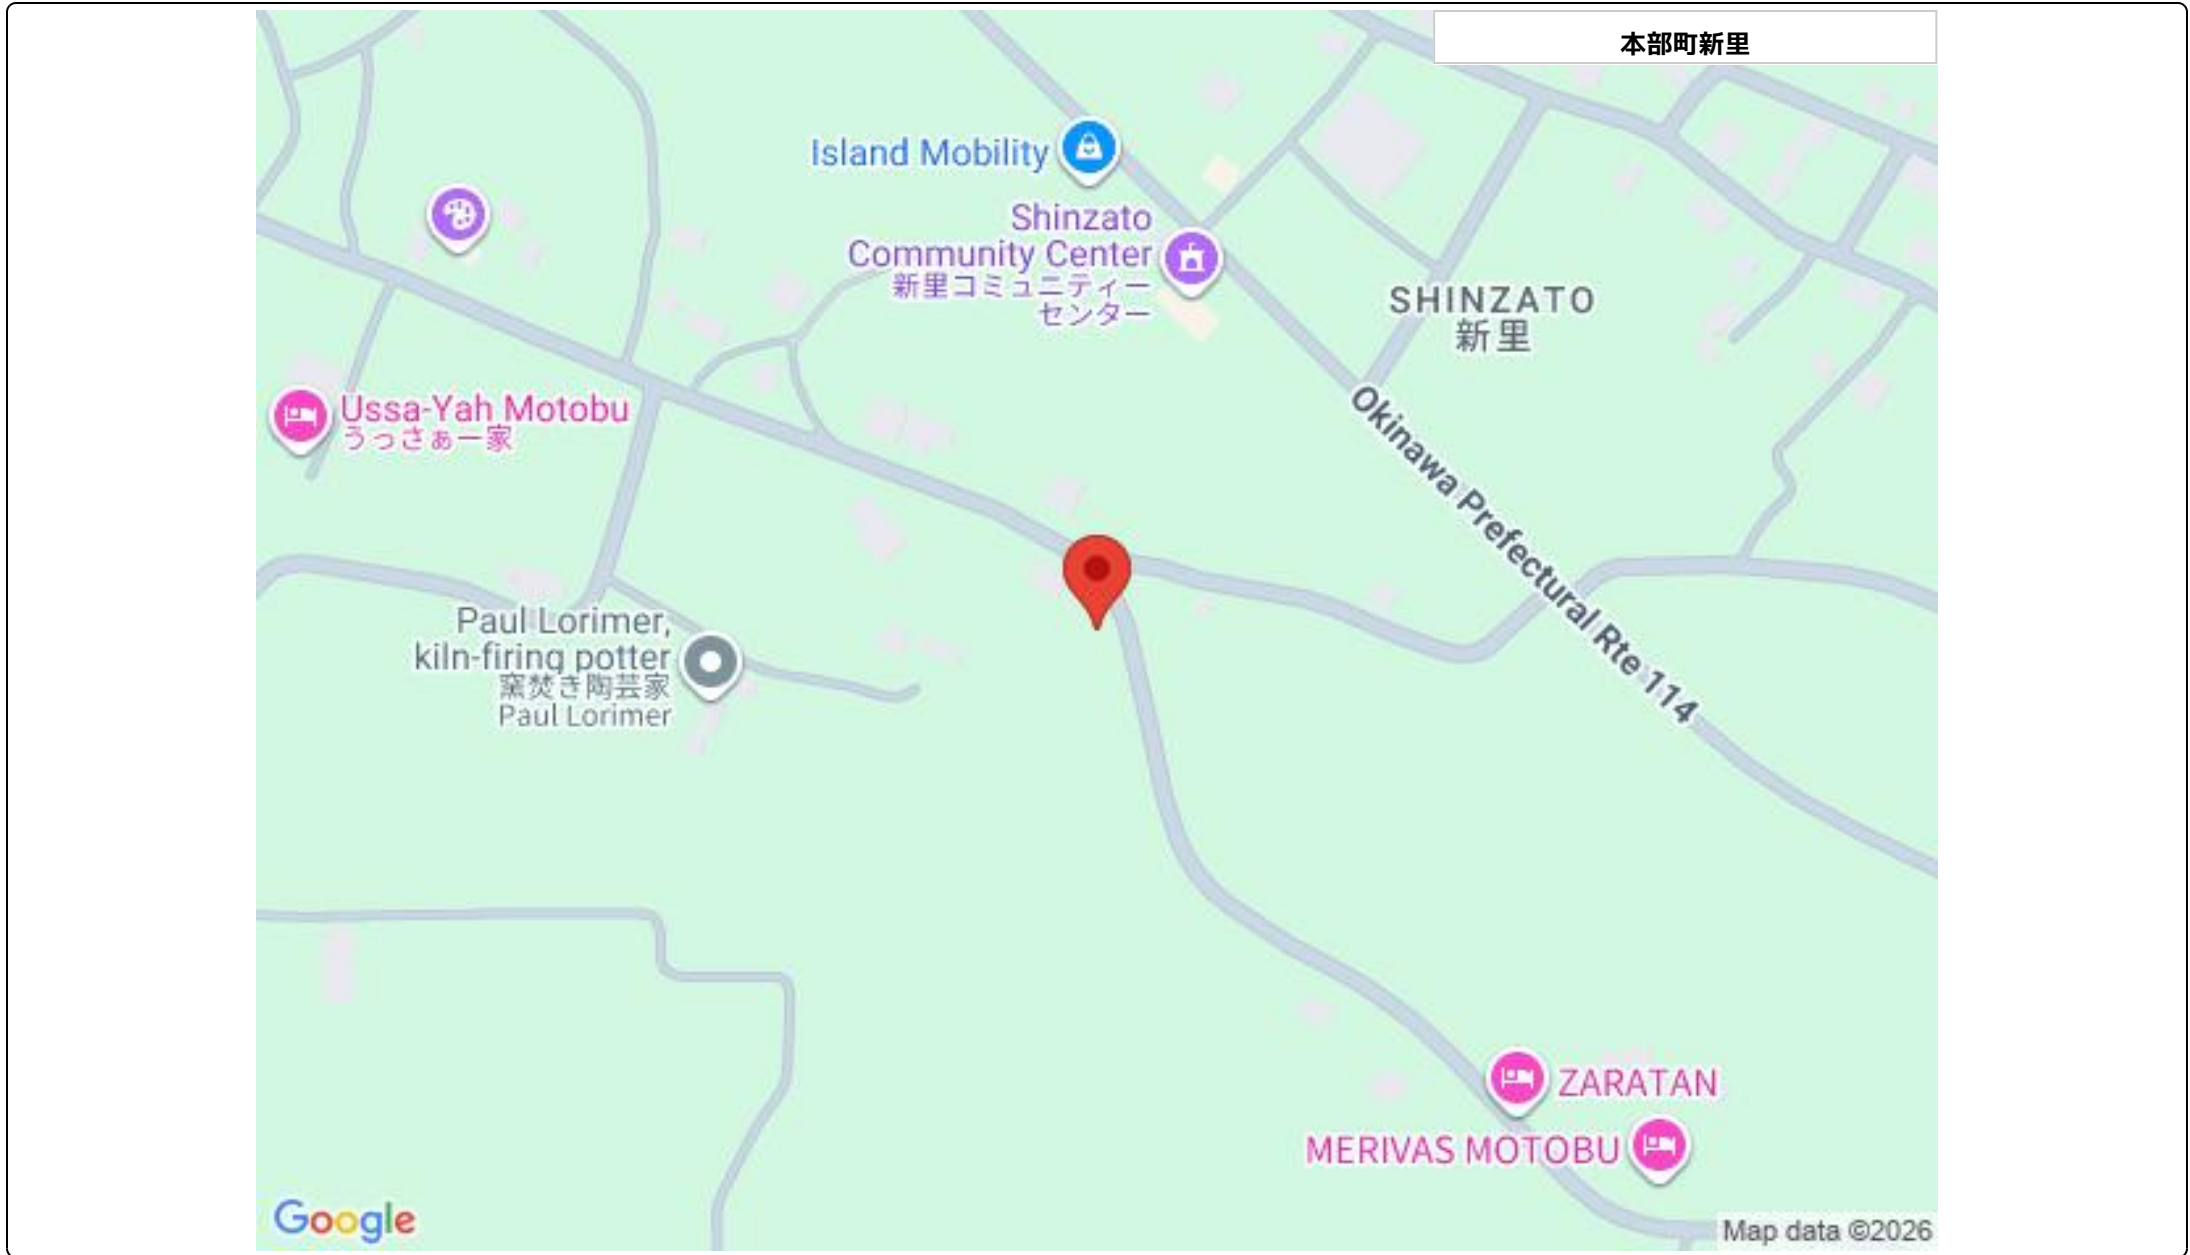 本部町新里
Island Mobility
Shinzato
Community Center
新里コミュニティー
センター
SHINZATO
新里
Ussa-Yah Motobu
うっさぁー家
Okinawa Prefectural Rte 114
Paul Lorimer,
kiln-firing potter
窯焚き陶芸家
Paul Lorimer
ZARATAN
MERIVAS MOTOBU
Google
Map data ©2026